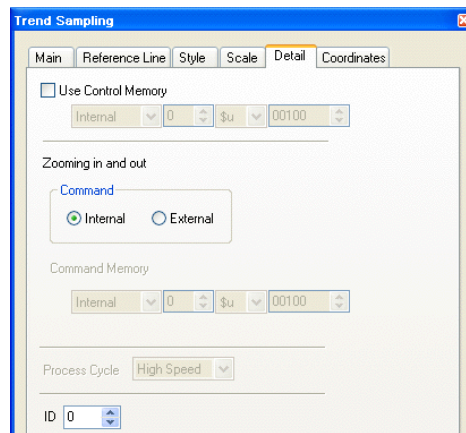 Trend Sampling
Main Reference Line Style Scale Detail Coordinates
Use Control Memory
Internal 0 $u 00100
Zooming in and out
Command
Internal External
Command Memory
Internal 0 $u 00100
Process Cycle High Speed
ID 0